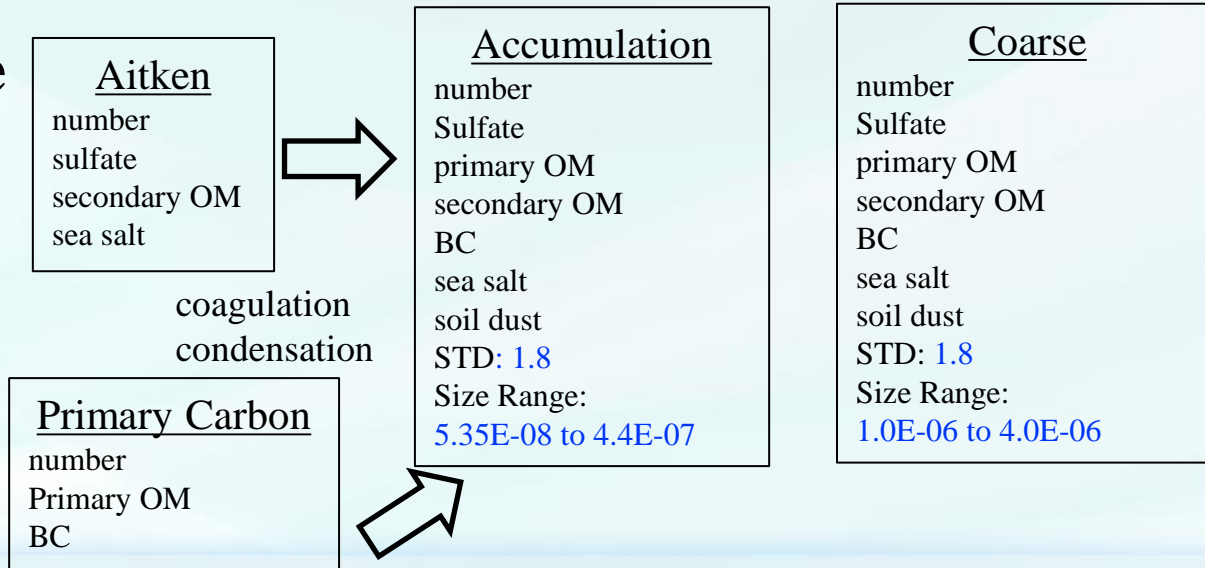 e
Aitken
number
sulfate
secondary OM
sea salt
coagulation
condensation
Primary Carbon
number
Primary OM
BC
Accumulation
number
Sulfate
primary OM
secondary OM
BC
sea salt
soil dust
STD: 1.8
Size Range:
5.35E-08 to 4.4E-07
Coarse
number
Sulfate
primary OM
secondary OM
BC
sea salt
soil dust
STD: 1.8
Size Range:
1.0E-06 to 4.0E-06